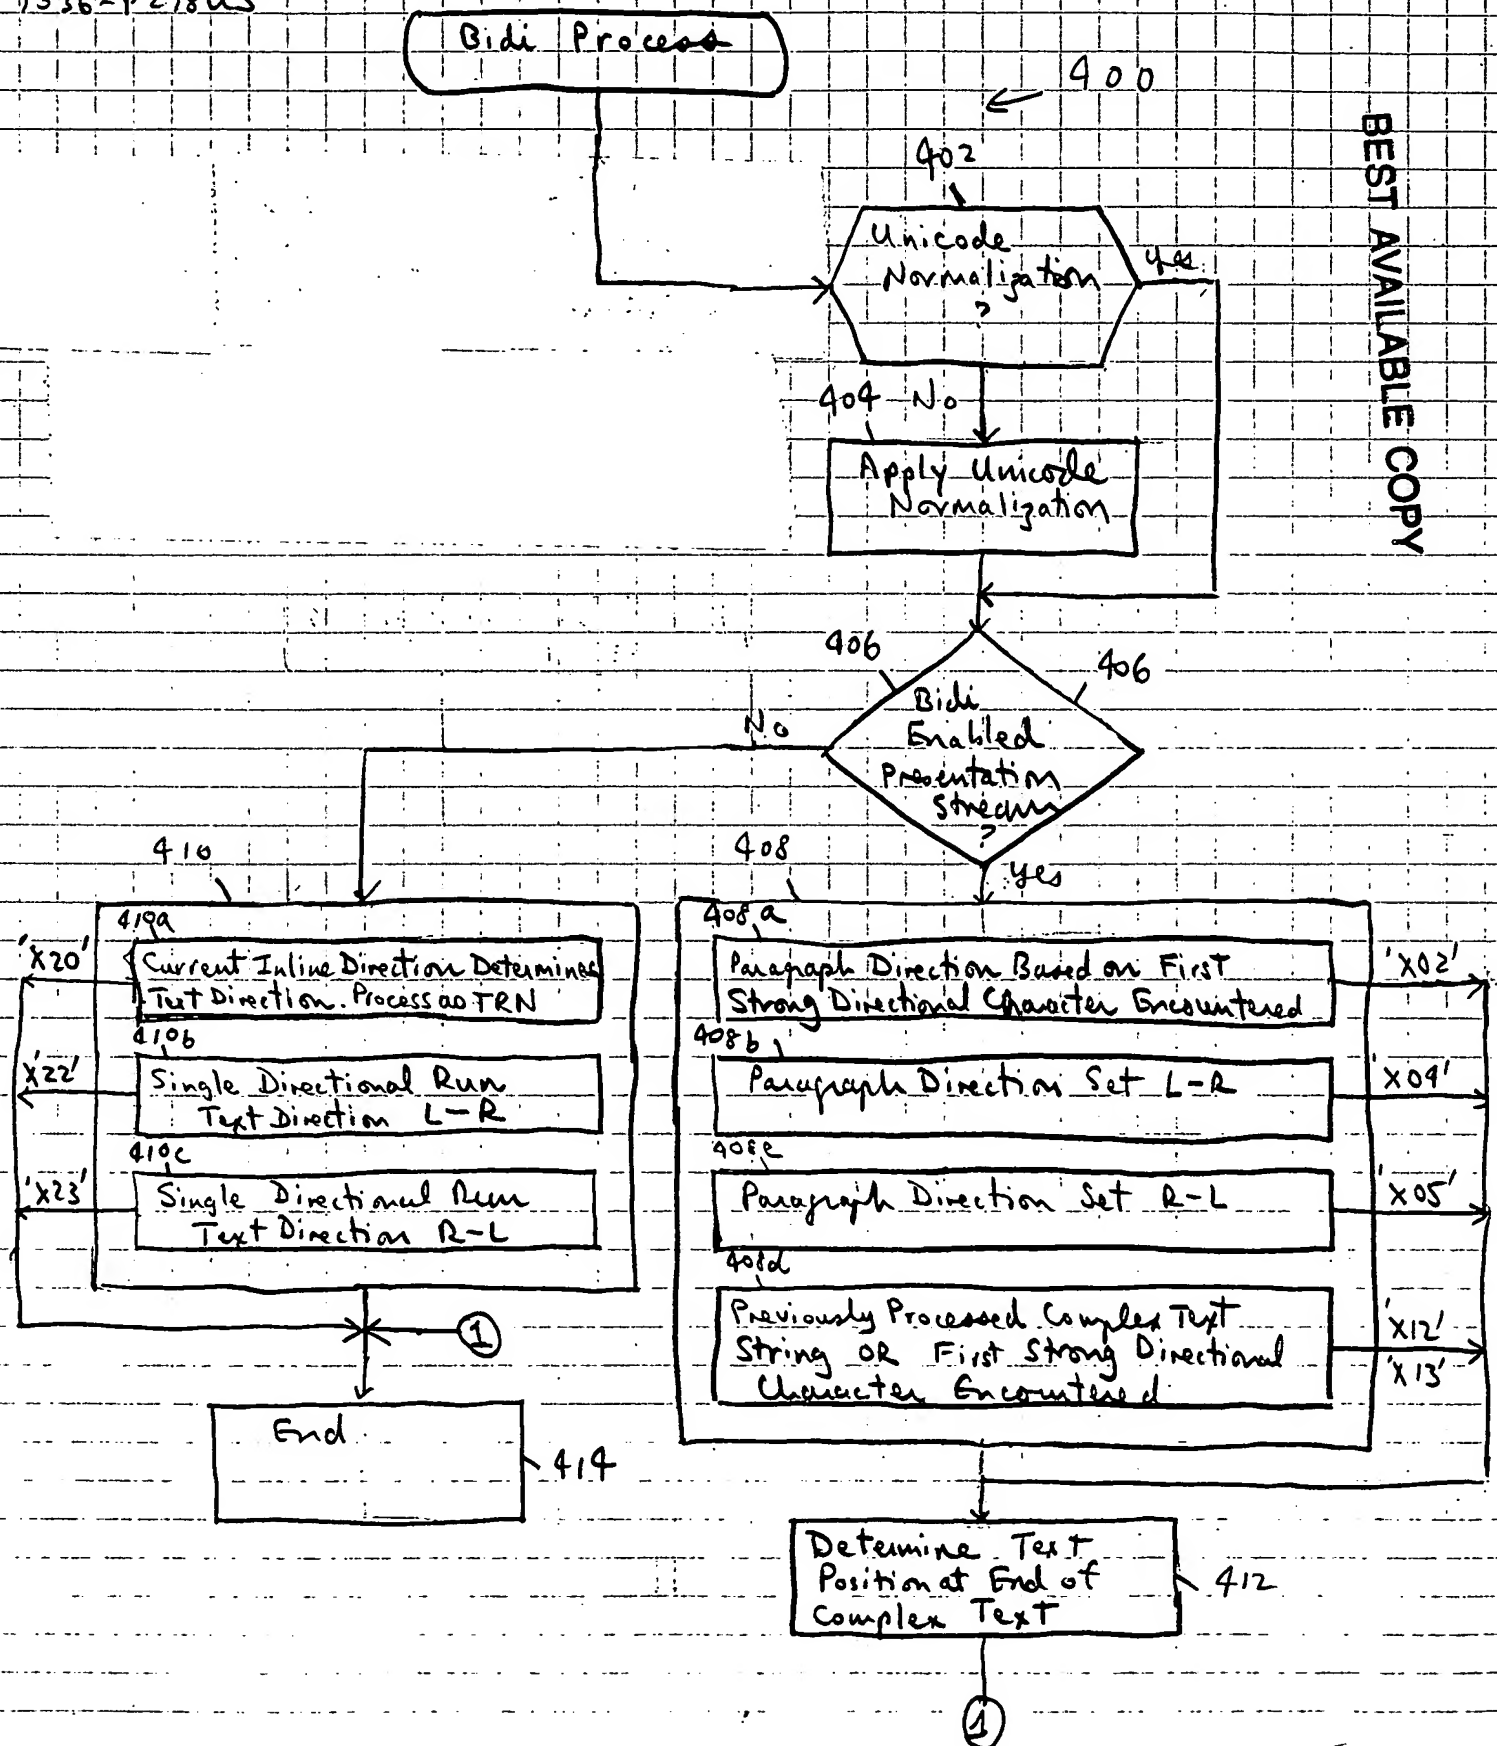 Bidi Process
400
402
Unicode
Normalization
?
yes
404 No
Apply Unicode
Normalization
406
406
Bidi
Enabled
Presentation
Stream
?
No
yes
410
410a
Current Inline Direction Determines
Text Direction. Process as TRN
'X20'
410b
Single Directional Run
Text Direction L-R
'X22'
410c
Single Directional Run
Text Direction R-L
'X23'
408
408a
Paragraph Direction Based on First
Strong Directional Character Encountered
'X02'
408b
Paragraph Direction Set L-R
'X04'
408c
Paragraph Direction Set R-L
'X05'
408d
Previously Processed Complex Text
String OR First Strong Directional
Character Encountered
'X12'
'X13'
1
End
414
Determine Text
Position at End of
Complex Text
412
1
BEST AVAILABLE COPY